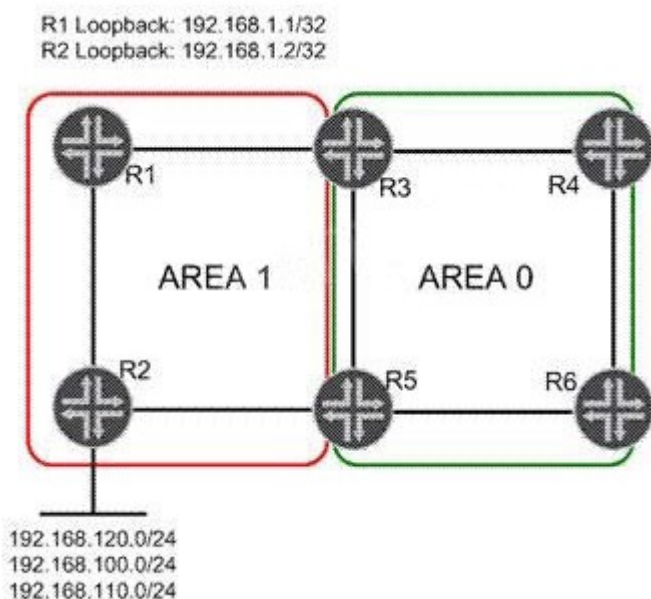 R1 Loopback: 192.168.1.1/32
R2 Loopback: 192.168.1.2/32
R1
R3
R4
AREA 1
AREA 0
R2
R5
R6
192.168.120.0/24
192.168.100.0/24
192.168.110.0/24